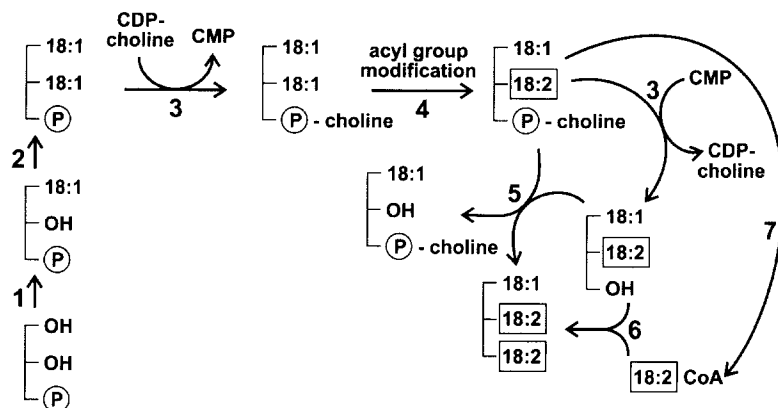 CDP-
choline
CMP
18:1
18:1
P
3
18:1
18:1
P - choline
acyl group
modification
4
18:1
18:2
P - choline
3
CMP
CDP-
choline
2
18:1
OH
P
1
OH
OH
P
18:1
OH
P - choline
5
18:1
18:2
OH
7
18:1
18:2
18:2
6
18:2 CoA